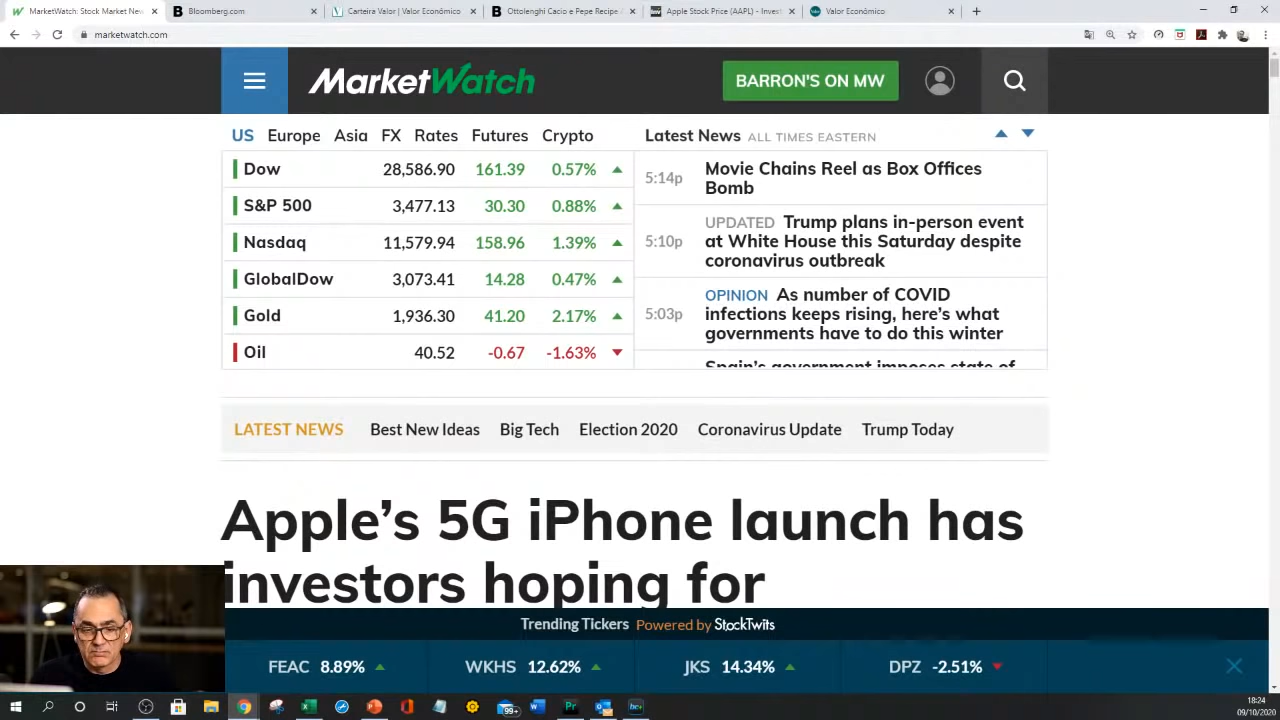 MarketWatch: Stock Market News
Bloomberg.com
Carteira Valor | Valor Econômico
Ottolenghi Cacio e Pepe Recipe
Apple Stock Price (AAPL) - Invest
Valor Econômico
marketwatch.com
MarketWatch
BARRON'S ON MW
US Europe Asia FX Rates Futures Crypto
Dow 28,586.90 161.39 0.57%
S&P 500 3,477.13 30.30 0.88%
Nasdaq 11,579.94 158.96 1.39%
GlobalDow 3,073.41 14.28 0.47%
Gold 1,936.30 41.20 2.17%
Oil 40.52 -0.67 -1.63%
Latest News ALL TIMES EASTERN
5:14p Movie Chains Reel as Box Offices
Bomb
UPDATED Trump plans in-person event
5:10p at White House this Saturday despite
coronavirus outbreak
OPINION As number of COVID
5:03p infections keeps rising, here’s what
governments have to do this winter
Spain’s government imposes state of
LATEST NEWS Best New Ideas Big Tech Election 2020 Coronavirus Update Trump Today
Apple’s 5G iPhone launch has
investors hoping for
Trending Tickers Powered by StockTwits
FEAC 8.89% WKHS 12.62% JKS 14.34% DPZ -2.51%
99+
18:24
09/10/2020